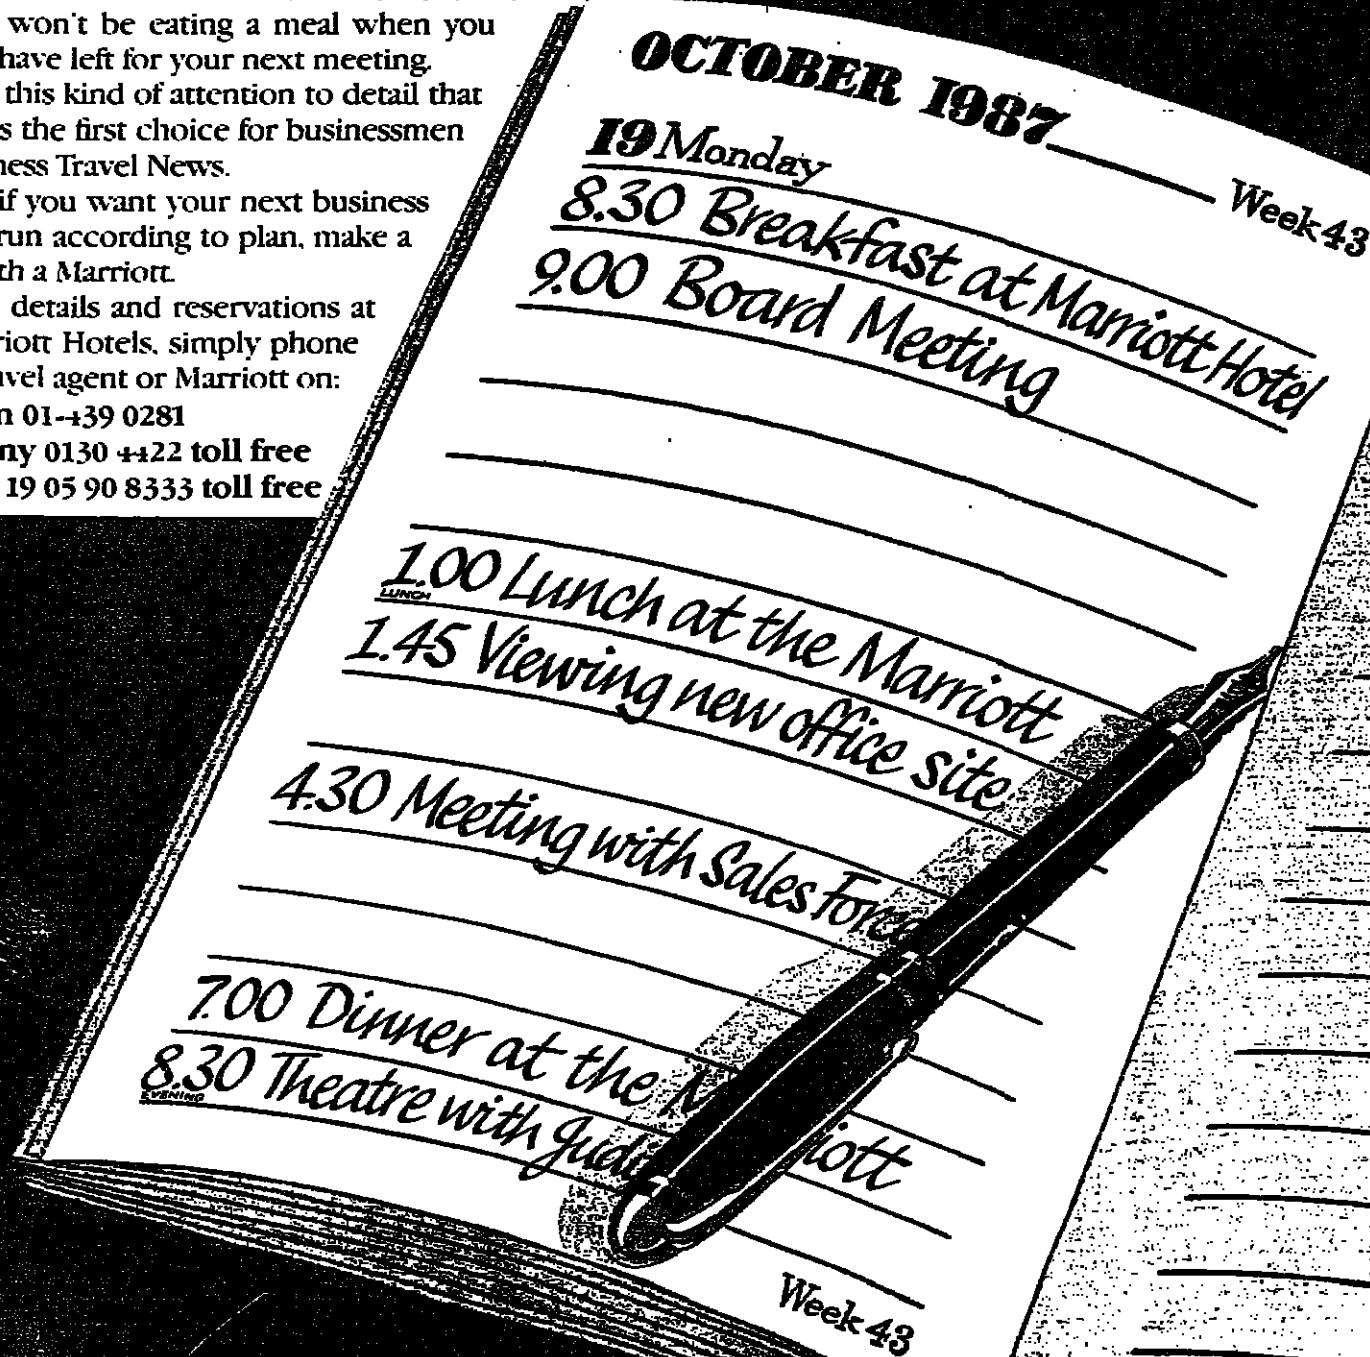 won't be eating a meal when you
have left for your next meeting.
this kind of attention to detail that
s the first choice for businessmen
ness Travel News.
if you want your next business
run according to plan, make a
th a Marriott.
details and reservations at
riott Hotels, simply phone
avel agent or Marriott on:
n 01-439 0281
ny 0130 4422 toll free
19 05 90 8333 toll free
OCTOBER 1987
19 Monday
Week 43
8.30 Breakfast at Marriott Hotel
9.00 Board Meeting
1.00 Lunch at the Marriott
LUNCH
1.45 Viewing new office site
4.30 Meeting with Sales Force
7.00 Dinner at the M iott
8.30 Theatre with Jud
EVENING
Week 43